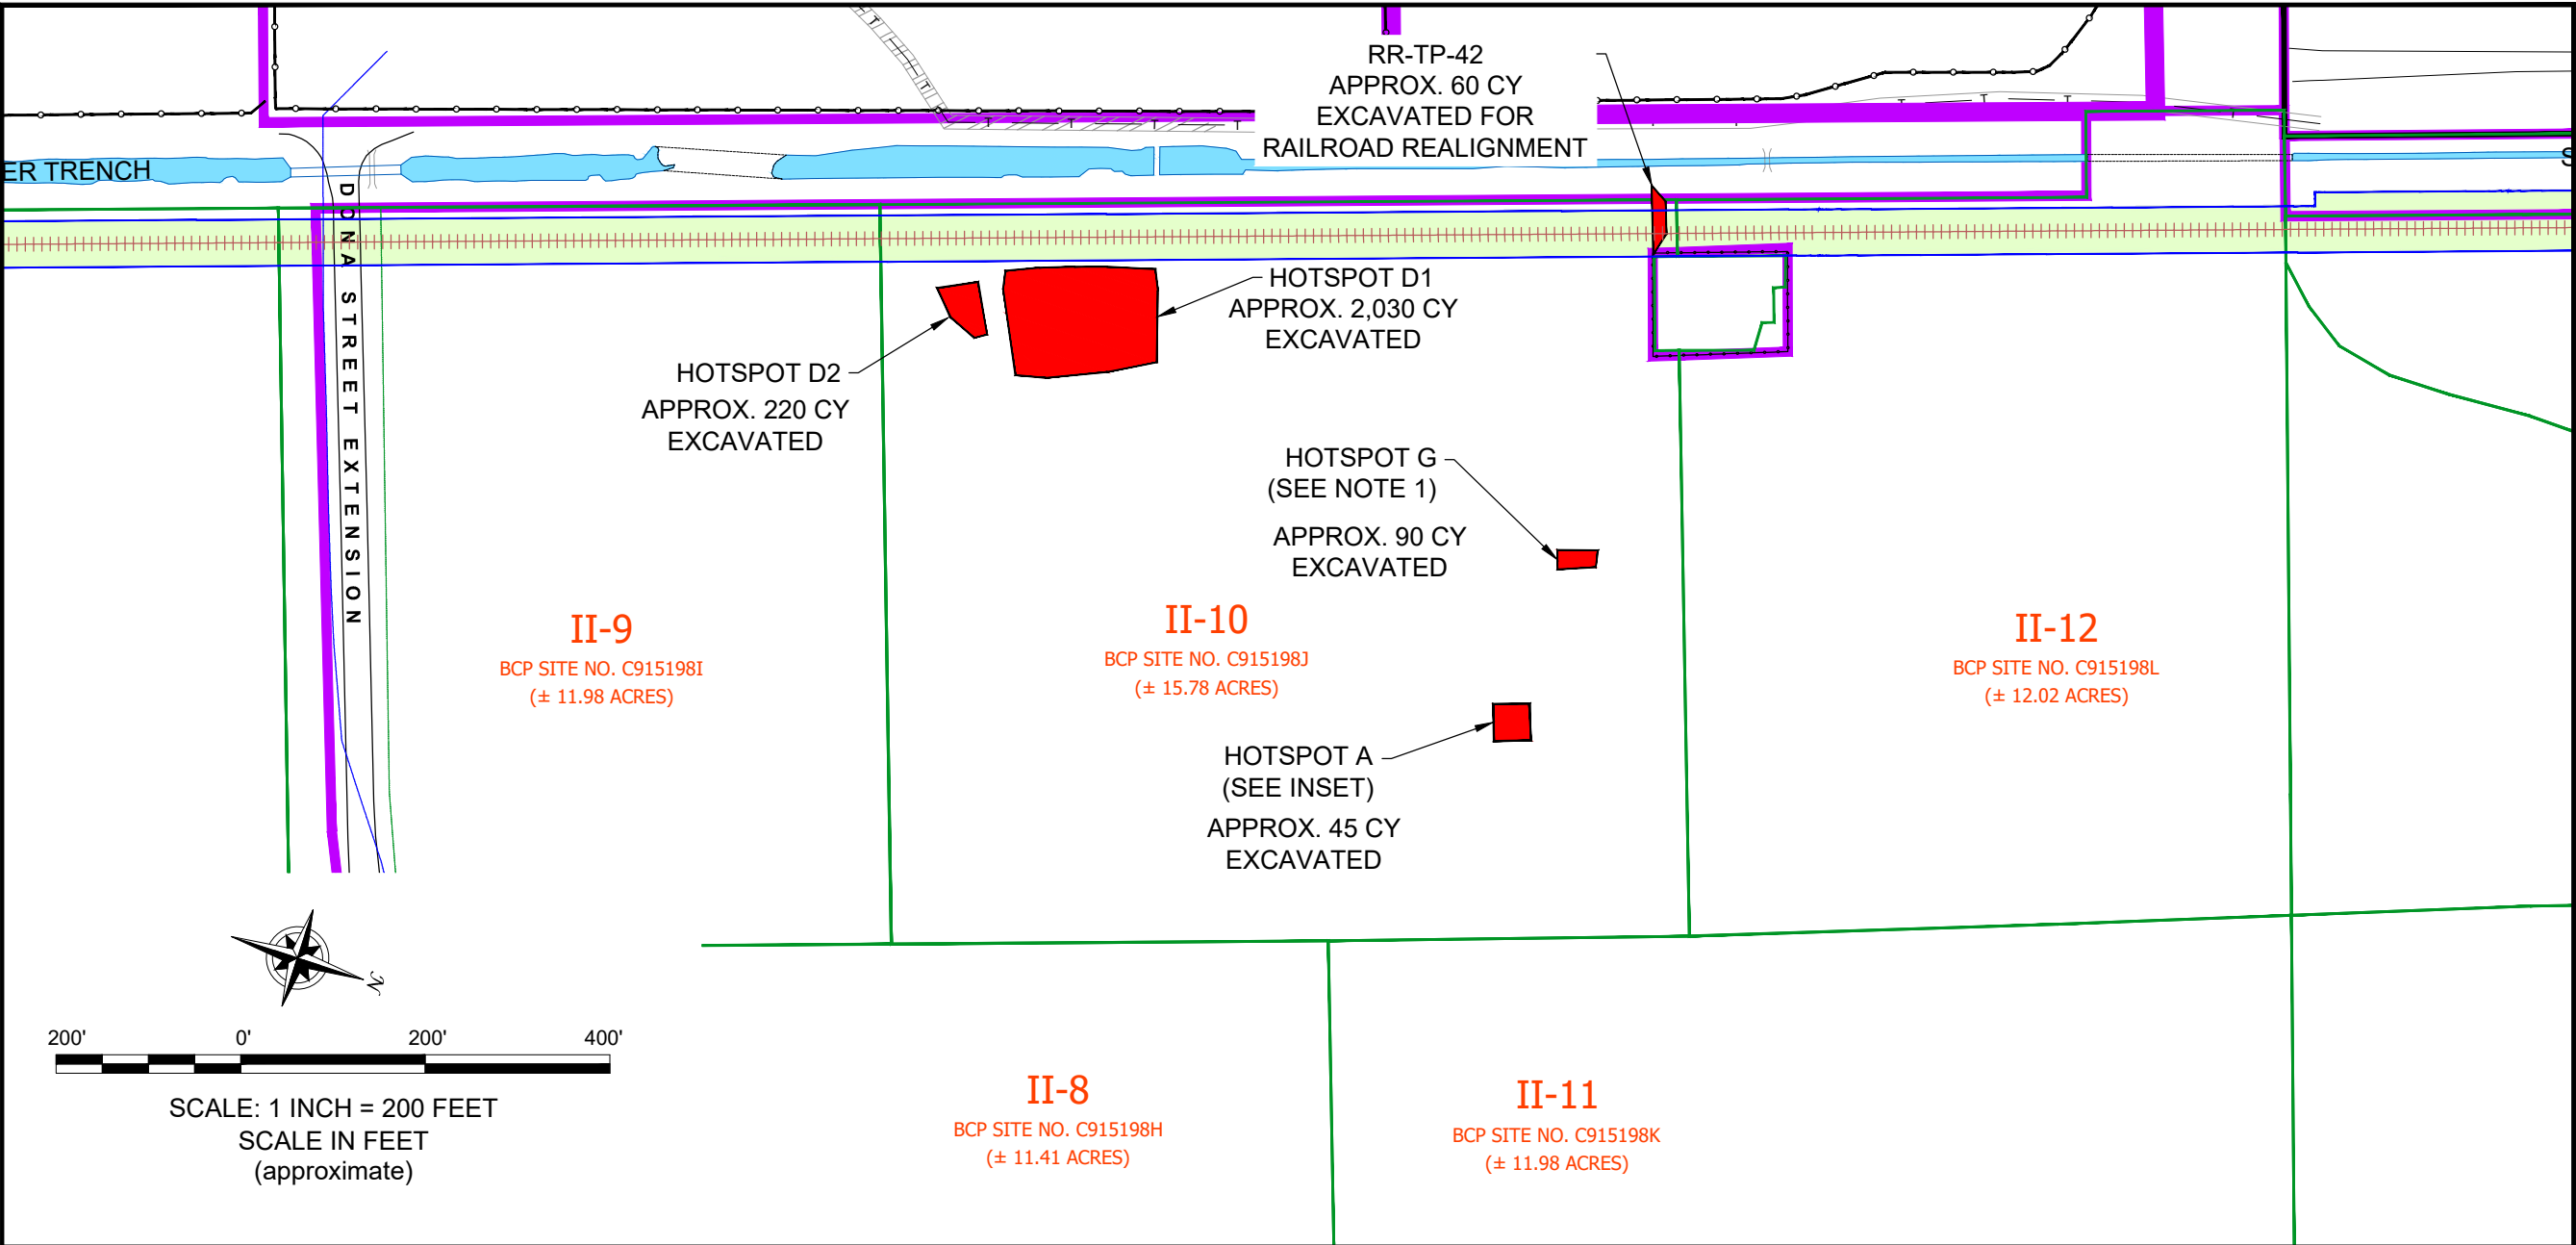 RR-TP-42
APPROX. 60 CY
EXCAVATED FOR
RAILROAD REALIGNMENT
ER TRENCH
S
DONA STREET EXTENSION
HOTSPOT D1
APPROX. 2,030 CY
EXCAVATED
HOTSPOT D2
APPROX. 220 CY
EXCAVATED
HOTSPOT G
(SEE NOTE 1)
APPROX. 90 CY
EXCAVATED
II-9
BCP SITE NO. C915198I
(± 11.98 ACRES)
II-10
BCP SITE NO. C915198J
(± 15.78 ACRES)
II-12
BCP SITE NO. C915198L
(± 12.02 ACRES)
HOTSPOT A
(SEE INSET)
APPROX. 45 CY
EXCAVATED
N
200' 0' 200' 400'
SCALE: 1 INCH = 200 FEET
SCALE IN FEET
(approximate)
II-8
BCP SITE NO. C915198H
(± 11.41 ACRES)
II-11
BCP SITE NO. C915198K
(± 11.98 ACRES)